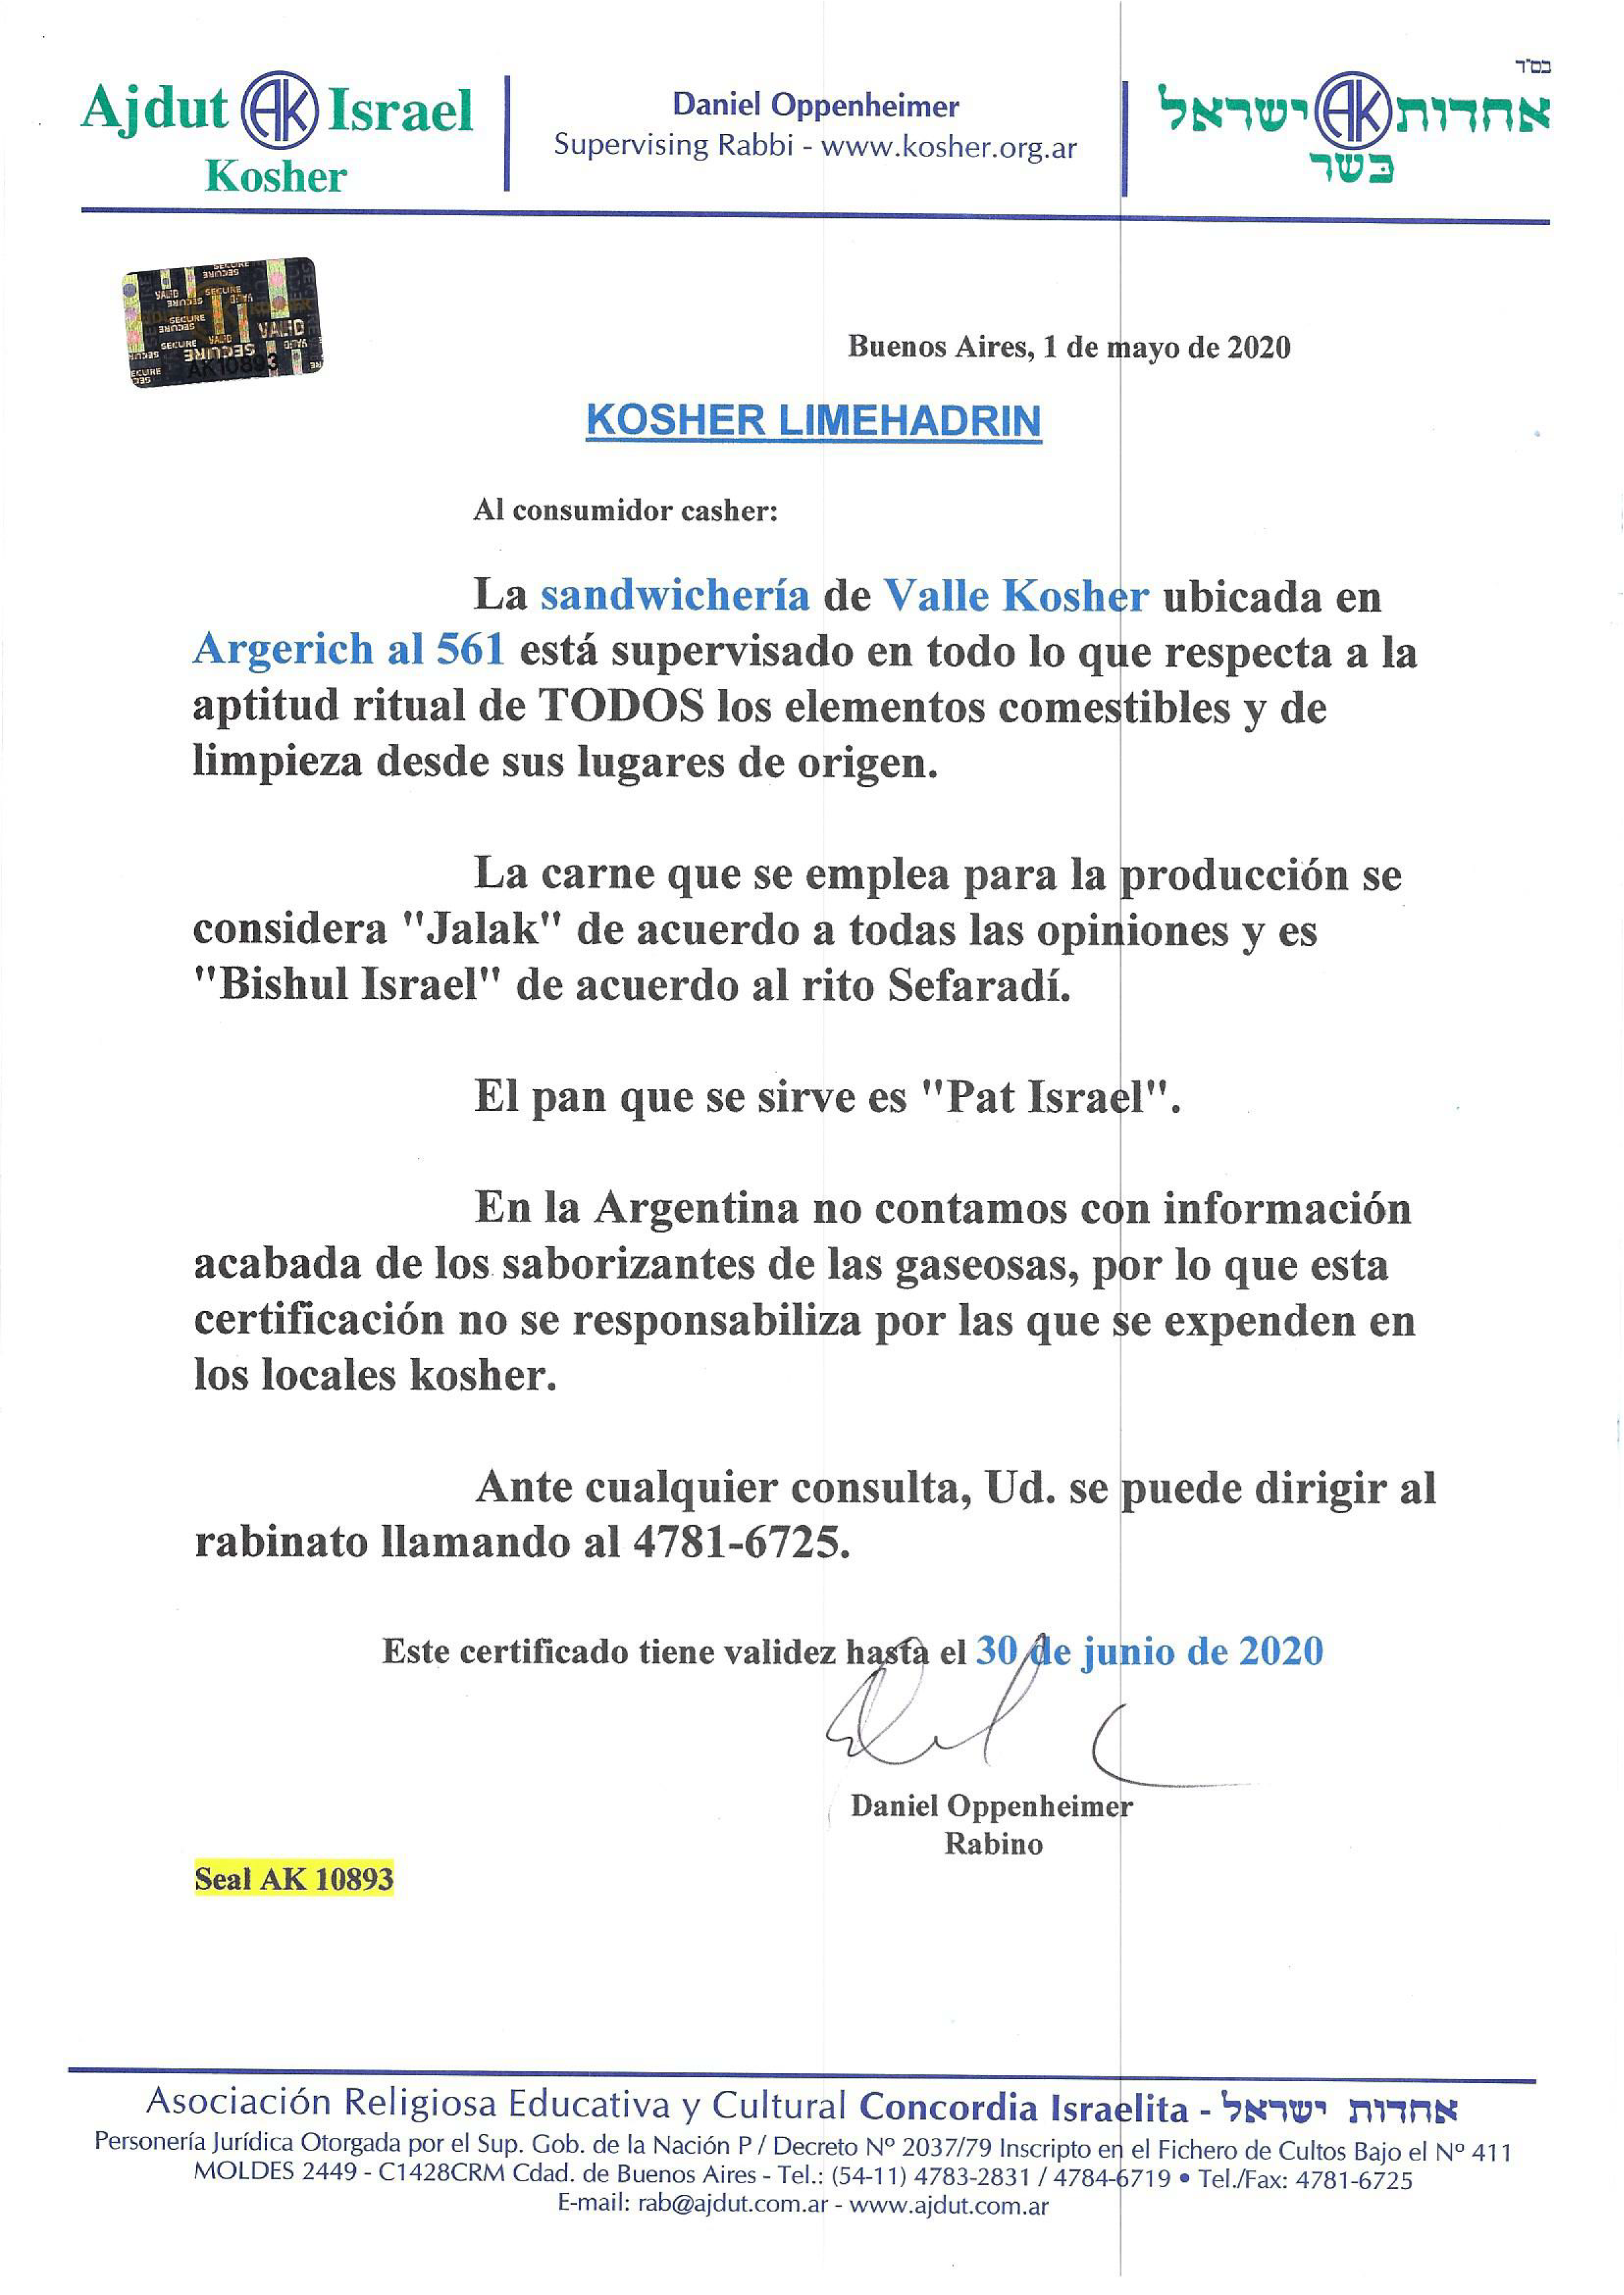 בס"ד
Ajdut AK Israel
Kosher
Daniel Oppenheimer
Supervising Rabbi - www.kosher.org.ar
אחדות AK ישראל
כשר
SECURE
VALID
AK10893
Buenos Aires, 1 de mayo de 2020
KOSHER LIMEHADRIN
Al consumidor casher:
La sandwichería de Valle Kosher ubicada en
Argerich al 561 está supervisado en todo lo que respecta a la
aptitud ritual de TODOS los elementos comestibles y de
limpieza desde sus lugares de origen.
La carne que se emplea para la producción se
considera "Jalak" de acuerdo a todas las opiniones y es
"Bishul Israel" de acuerdo al rito Sefaradí.
El pan que se sirve es "Pat Israel".
En la Argentina no contamos con información
acabada de los saborizantes de las gaseosas, por lo que esta
certificación no se responsabiliza por las que se expenden en
los locales kosher.
Ante cualquier consulta, Ud. se puede dirigir al
rabinato llamando al 4781-6725.
Este certificado tiene validez hasta el 30 de junio de 2020
Daniel Oppenheimer
Rabino
Seal AK 10893
Asociación Religiosa Educativa y Cultural Concordia Israelita - אחדות ישראל
Personería Jurídica Otorgada por el Sup. Gob. de la Nación P / Decreto Nº 2037/79 Inscripto en el Fichero de Cultos Bajo el Nº 411
MOLDES 2449 - C1428CRM Cdad. de Buenos Aires - Tel.: (54-11) 4783-2831 / 4784-6719 • Tel./Fax: 4781-6725
E-mail: rab@ajdut.com.ar - www.ajdut.com.ar